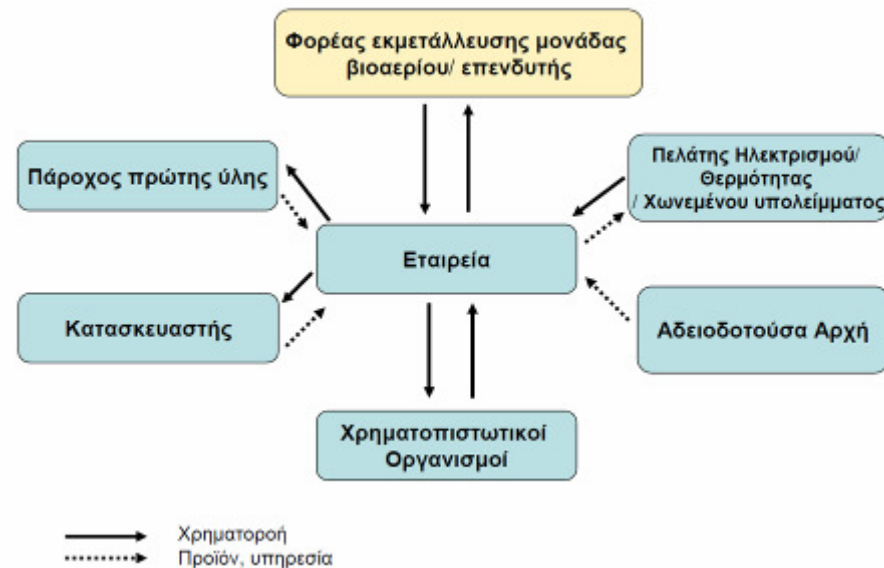 Φορέας εκμετάλλευσης μονάδας
βιοαερίου/ επενδυτής
Πάροχος πρώτης ύλης
Πελάτης Ηλεκτρισμού/
Θερμότητας
/ Χωνεμένου υπολείμματος
Εταιρεία
Κατασκευαστής
Αδειοδοτούσα Αρχή
Χρηματοπιστωτικοί
Οργανισμοί
Χρηματοροή
Προϊόν, υπηρεσία